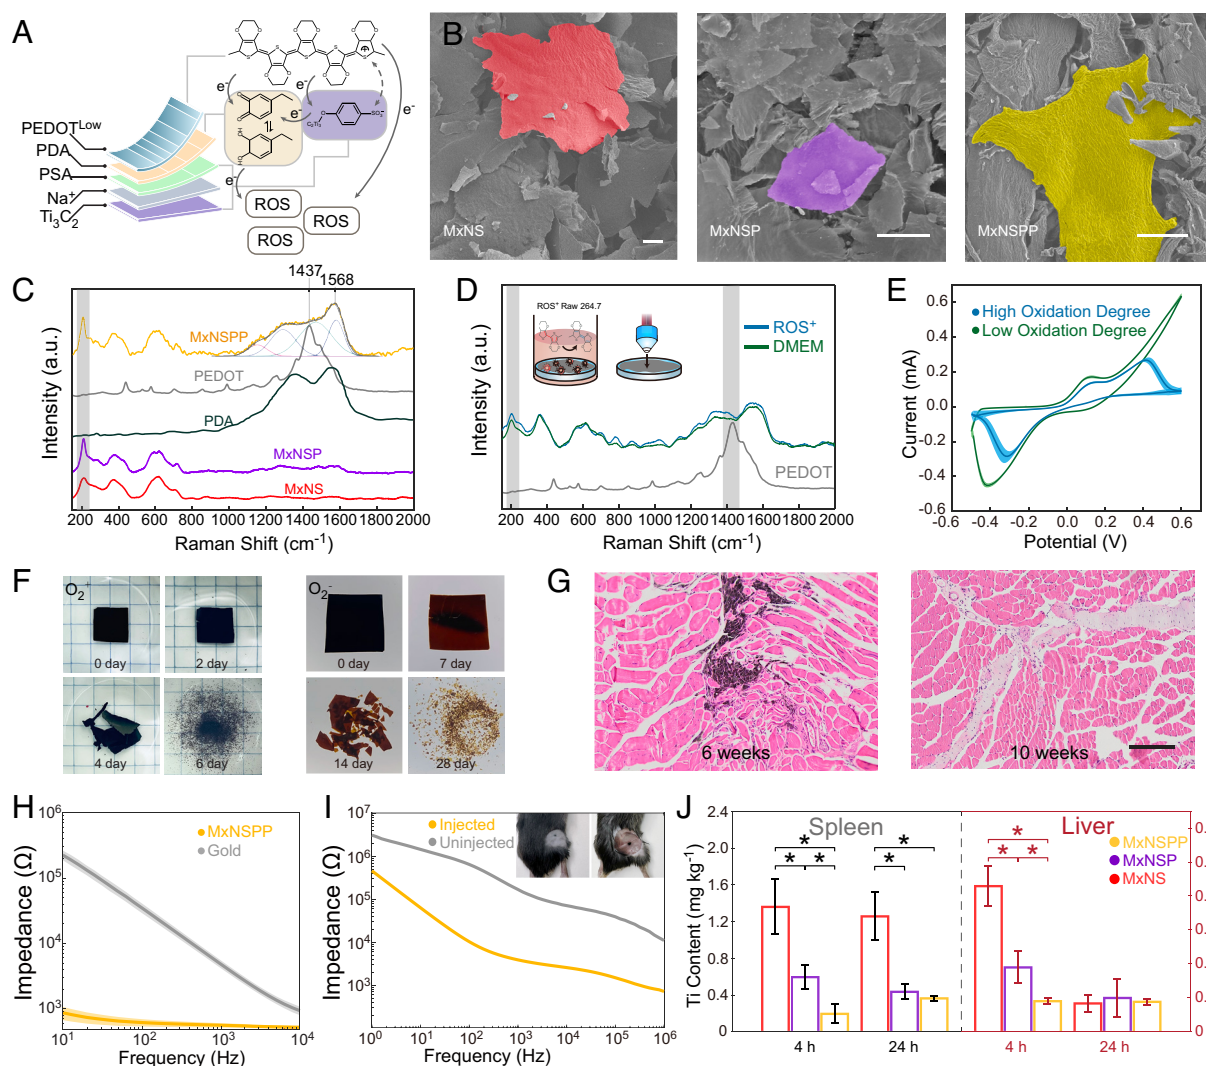 A
PEDOTLow
PDA
PSA
Na+
Ti3C2
e-
e-
e-
e-
ROS
ROS
ROS
B
MxNS
MxNSP
MxNSPP
C
1437
1568
MxNSPP
PEDOT
PDA
MxNSP
MxNS
Intensity (a.u.)
200 400 600 800 1000 1200 1400 1600 1800 2000
Raman Shift (cm-1)
D
ROS+ Raw 264.7
ROS+
DMEM
PEDOT
Intensity (a.u.)
200 400 600 800 1000 1200 1400 1600 1800 2000
Raman Shift (cm-1)
E
High Oxidation Degree
Low Oxidation Degree
Current (mA)
0.6
0.4
0.2
0.0
-0.2
-0.4
-0.6
-0.6 -0.4 -0.2 0.0 0.2 0.4 0.6
Potential (V)
F
O2+
0 day
2 day
4 day
6 day
O2-
0 day
7 day
14 day
28 day
G
6 weeks
10 weeks
H
MxNSPP
Gold
Impedance (Ω)
10^6
10^5
10^4
10^3
10^1 10^2 10^3 10^4
Frequency (Hz)
I
Injected
Uninjected
Impedance (Ω)
10^7
10^6
10^5
10^4
10^3
10^0 10^1 10^2 10^3 10^4 10^5 10^6
Frequency (Hz)
J
Spleen
Liver
MxNSPP
MxNSP
MxNS
Ti Content (mg kg-1)
2.4
2.0
1.6
1.2
0.8
0.4
0
* * *
* *
* * *
4 h
24 h
4 h
24 h
0.
0.
0.
0.
0.
0.
0